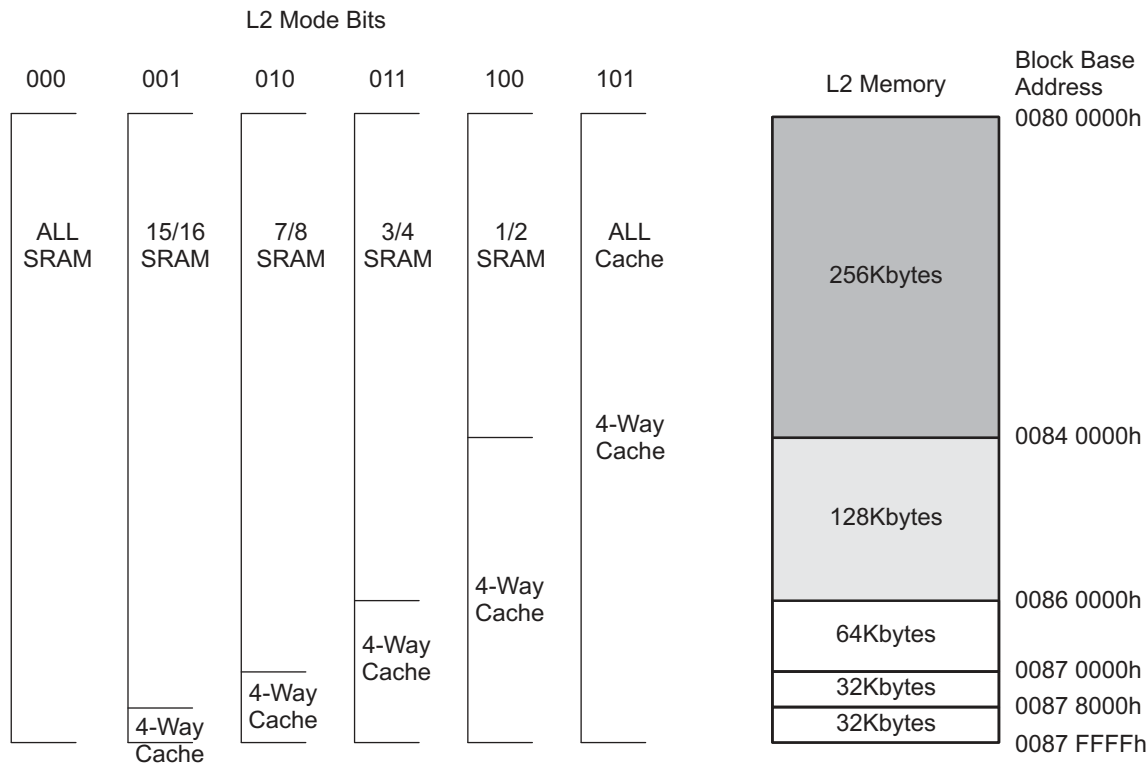 L2 Mode Bits
000 001 010 011 100 101
L2 Memory
Block Base
Address
0080 0000h
ALL
SRAM
15/16
SRAM
7/8
SRAM
3/4
SRAM
1/2
SRAM
ALL
Cache
256Kbytes
4-Way
Cache
0084 0000h
128Kbytes
4-Way
Cache
0086 0000h
4-Way
Cache
64Kbytes
0087 0000h
4-Way
Cache
32Kbytes
0087 8000h
4-Way
Cache
32Kbytes
0087 FFFFh